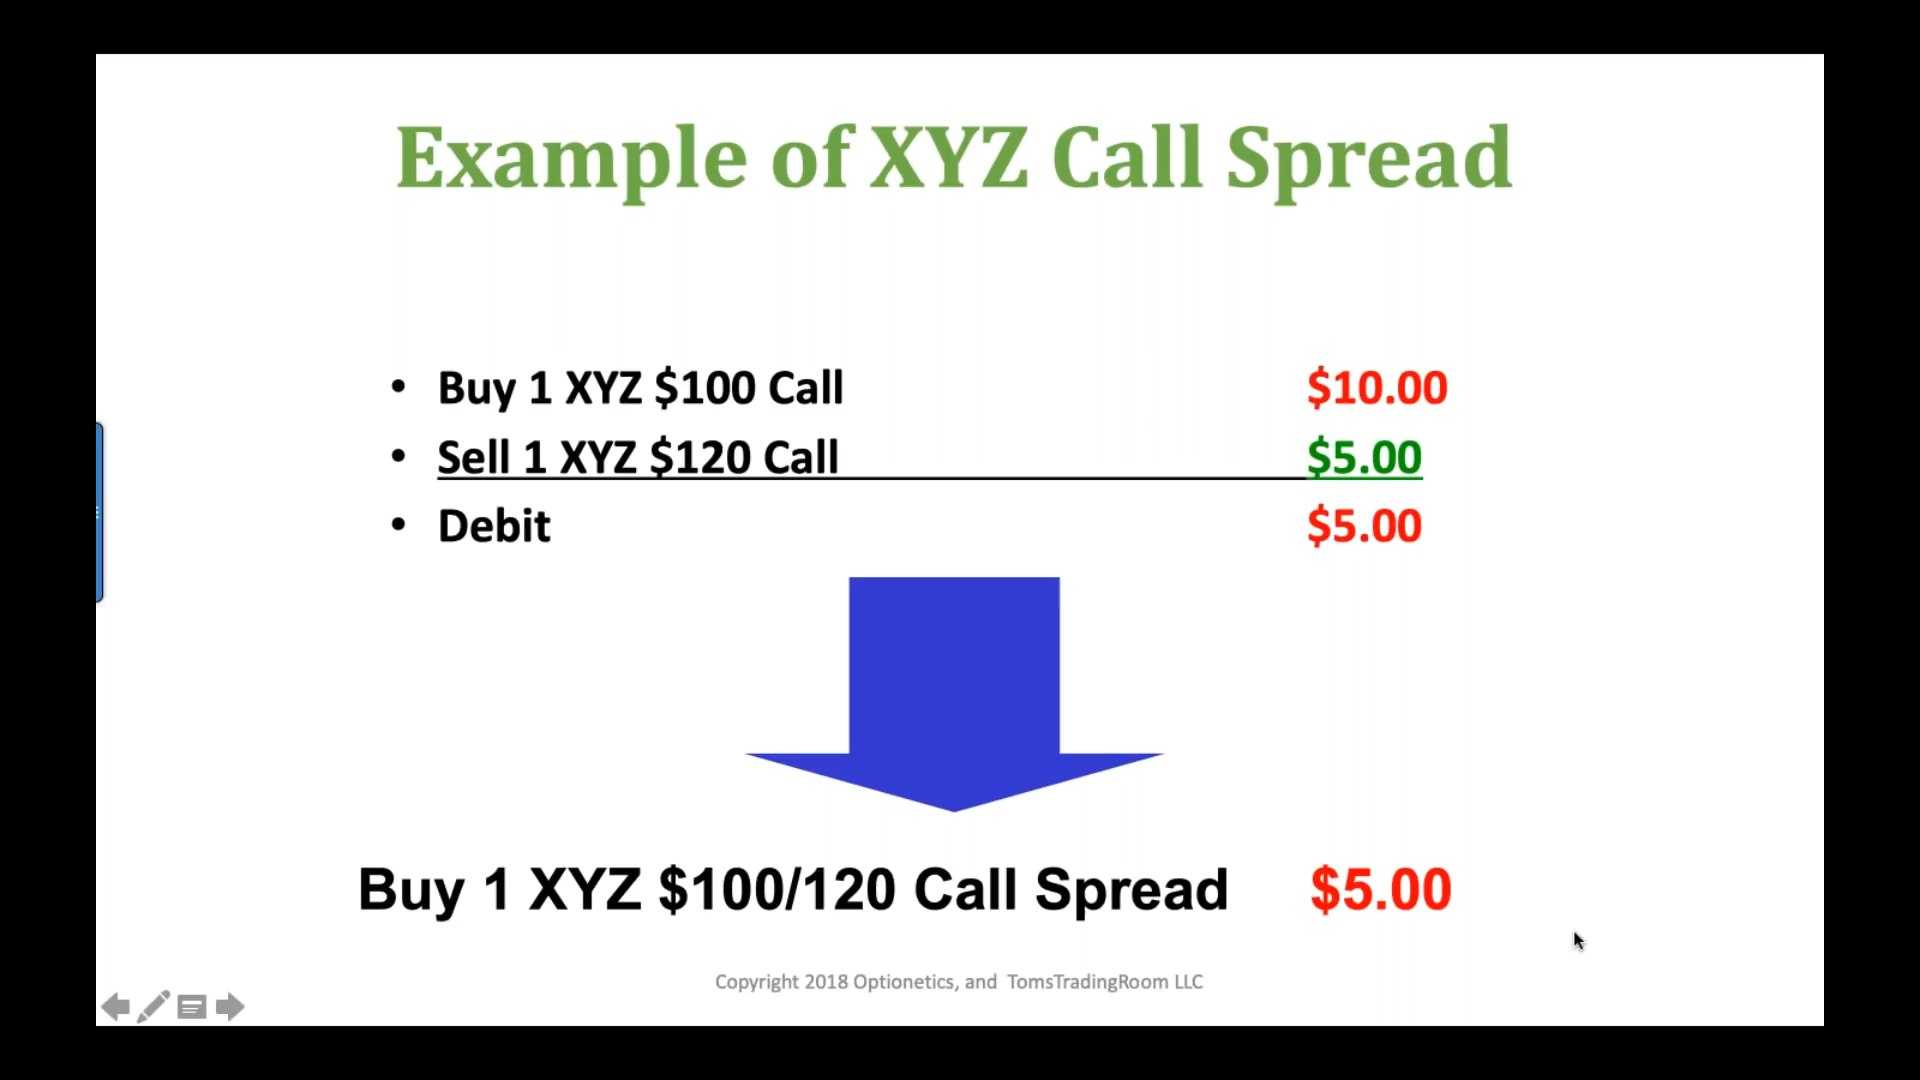 Example of XYZ Call Spread
• Buy 1 XYZ $100 Call $10.00
• Sell 1 XYZ $120 Call $5.00
• Debit $5.00
Buy 1 XYZ $100/120 Call Spread $5.00
Copyright 2018 Optionetics, and TomsTradingRoom LLC